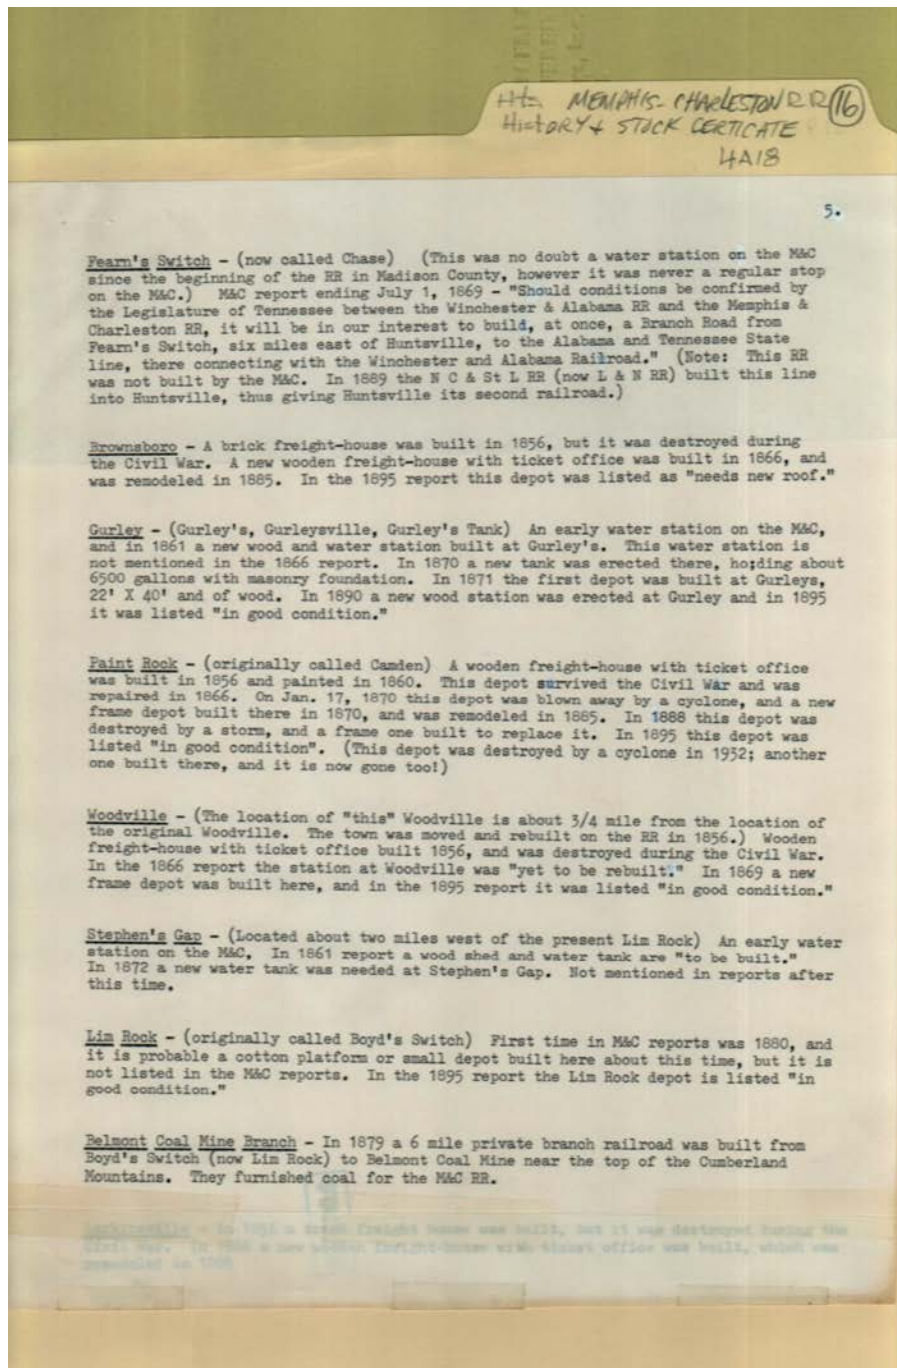 Hts MEMPHIS-CHARLESTON RR 16
HISTORY + STOCK CERTICATE
4A18
5.
Fearn's Switch - (now called Chase) (This was no doubt a water station on the M&C
since the beginning of the RR in Madison County, however it was never a regular stop
on the M&C.) M&C report ending July 1, 1869 - "Should conditions be confirmed by
the Legislature of Tennessee between the Winchester & Alabama RR and the Memphis &
Charleston RR, it will be in our interest to build, at once, a Branch Road from
Fearn's Switch, six miles east of Huntsville, to the Alabama and Tennessee State
line, there connecting with the Winchester and Alabama Railroad." (Note: This RR
was not built by the M&C. In 1889 the N C & St L RR (now L & N RR) built this line
into Huntsville, thus giving Huntsville its second railroad.)
Brownsboro - A brick freight-house was built in 1856, but it was destroyed during
the Civil War. A new wooden freight-house with ticket office was built in 1866, and
was remodeled in 1885. In the 1895 report this depot was listed as "needs new roof."
Gurley - (Gurley's, Gurleysville, Gurley's Tank) An early water station on the M&C,
and in 1861 a new wood and water station built at Gurley's. This water station is
not mentioned in the 1866 report. In 1870 a new tank was erected there, ho;ding about
6500 gallons with masonry foundation. In 1871 the first depot was built at Gurleys,
22' X 40' and of wood. In 1890 a new wood station was erected at Gurley and in 1895
it was listed "in good condition."
Paint Rock - (originally called Camden) A wooden freight-house with ticket office
was built in 1856 and painted in 1860. This depot survived the Civil War and was
repaired in 1866. On Jan. 17, 1870 this depot was blown away by a cyclone, and a new
frame depot built there in 1870, and was remodeled in 1885. In 1888 this depot was
destroyed by a storm, and a frame one built to replace it. In 1895 this depot was
listed "in good condition". (This depot was destroyed by a cyclone in 1932; another
one built there, and it is now gone too!)
Woodville - (The location of "this" Woodville is about 3/4 mile from the location of
the original Woodville. The town was moved and rebuilt on the RR in 1856.) Wooden
freight-house with ticket office built 1856, and was destroyed during the Civil War.
In the 1866 report the station at Woodville was "yet to be rebuilt." In 1869 a new
frame depot was built here, and in the 1895 report it was listed "in good condition."
Stephen's Gap - (Located about two miles west of the present Lim Rock) An early water
station on the M&C. In 1861 report a wood shed and water tank are "to be built."
In 1872 a new water tank was needed at Stephen's Gap. Not mentioned in reports after
this time.
Lim Rock - (originally called Boyd's Switch) First time in M&C reports was 1880, and
it is probable a cotton platform or small depot built here about this time, but it is
not listed in the M&C reports. In the 1895 report the Lim Rock depot is listed "in
good condition."
Belmont Coal Mine Branch - In 1879 a 6 mile private branch railroad was built from
Boyd's Switch (now Lim Rock) to Belmont Coal Mine near the top of the Cumberland
Mountains. They furnished coal for the M&C RR.
freight house was built, but it was destroyed during the
Civil War. a new wooden freight-house with ticket office was built, which was
remodeled in